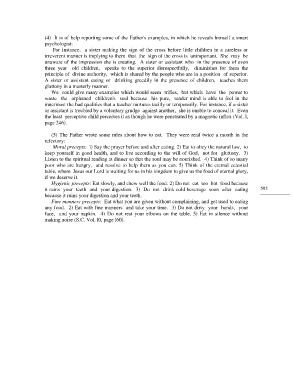 (4) It is of help reporting some of the Father's examples, in which he reveals himself a smart
psychologist.
For instance, a sister making the sign of the cross before little children in a careless or
irreverent manner is implying to them that the sign of the cross is unimportant. She may be
unaware of the impression she is creating. A sister or assistant who in the presence of even
three year old children, speaks to the superior disrespectfully, diminishes for them the
principle of divine authority, which is shared by the people who are in a position of superior.
A sister or assistant eating or drinking greedily in the presence of children, teaches them
gluttony in a masterly manner.
We could give many examples which would seem trifles, but which have the power to
waste the orphaned children's soul because his pure, tender mind is able to feel in the
innermost the bad qualities that a teacher nurtures really or temporarily. For instance, if a sister
or assistant is troubled by a voluntary grudge against another, she is unable to conceal it. Even
the least perceptive child perceives it as though he were penetrated by a magnetic influx (Vol. I,
page 246).
(5) The Father wrote some rules about how to eat. They were read twice a month in the
refectory:
Moral precepts: 1) Say the prayer before and after eating. 2) Eat to obey the natural law, to
keep yourself in good health, and to live according to the will of God, not for gluttony. 3)
Listen to the spiritual reading at dinner so that the soul may be nourished. 4) Think of so many
poor who are hungry, and resolve to help them as you can. 5) Think of the eternal celestial
table, where Jesus our Lord is waiting for us in his kingdom to give us the food of eternal glory,
if we deserve it.
Hygienic precepts: Eat slowly, and chew well the food. 2) Do not eat too hot food because
it ruins your teeth and your digestion. 3) Do not drink cold beverage soon after eating
because it ruins your digestion and your teeth.
Fine manners precepts: Eat what you are given without complaining, and get used to eating
any food. 2) Eat with fine manners and take your time. 3) Do not dirty your hands, your
face, and your napkin. 4) Do not rest your elbows on the table. 5) Eat in silence without
making noise (S.C. Vol. 10, page 160).